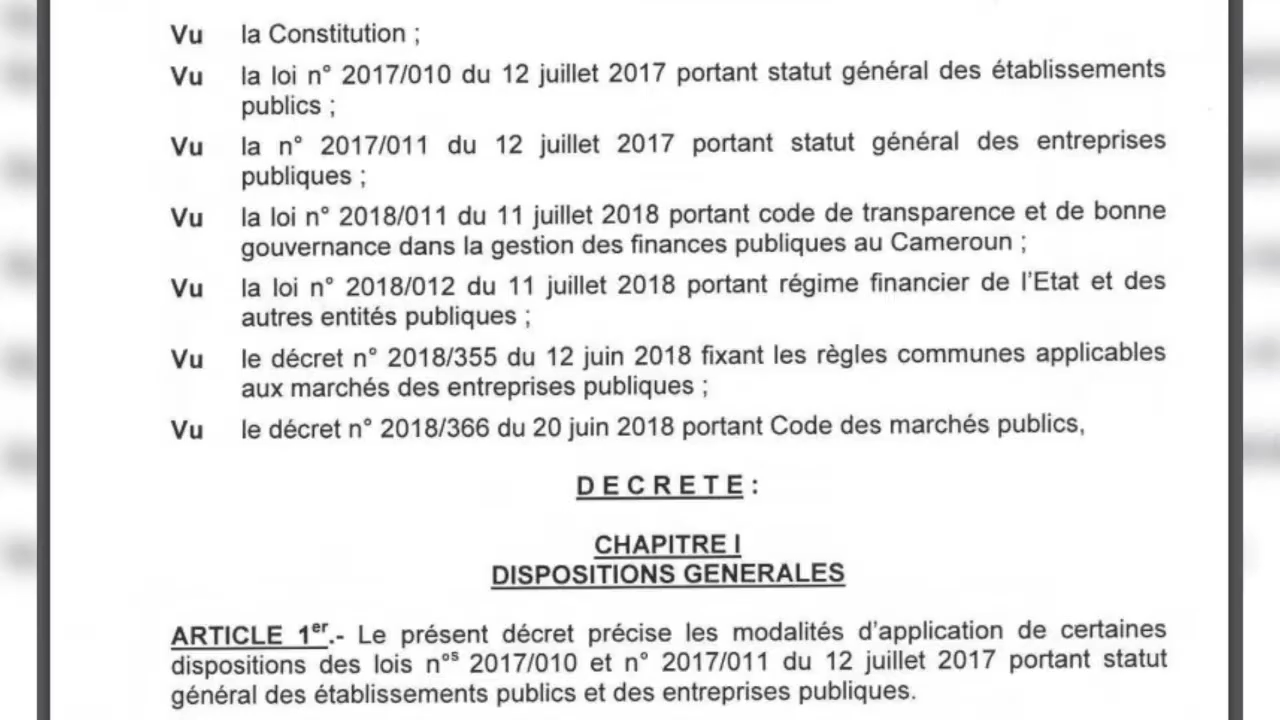 Vu la Constitution ;
Vu la loi n° 2017/010 du 12 juillet 2017 portant statut général des établissements
publics ;
Vu la n° 2017/011 du 12 juillet 2017 portant statut général des entreprises
publiques ;
Vu la loi n° 2018/011 du 11 juillet 2018 portant code de transparence et de bonne
gouvernance dans la gestion des finances publiques au Cameroun ;
Vu la loi n° 2018/012 du 11 juillet 2018 portant régime financier de l'Etat et des
autres entités publiques ;
Vu le décret n° 2018/355 du 12 juin 2018 fixant les règles communes applicables
aux marchés des entreprises publiques ;
Vu le décret n° 2018/366 du 20 juin 2018 portant Code des marchés publics,
D E C R E T E :
CHAPITRE I
DISPOSITIONS GENERALES
ARTICLE 1er.- Le présent décret précise les modalités d'application de certaines
dispositions des lois nos 2017/010 et n° 2017/011 du 12 juillet 2017 portant statut
général des établissements publics et des entreprises publiques.